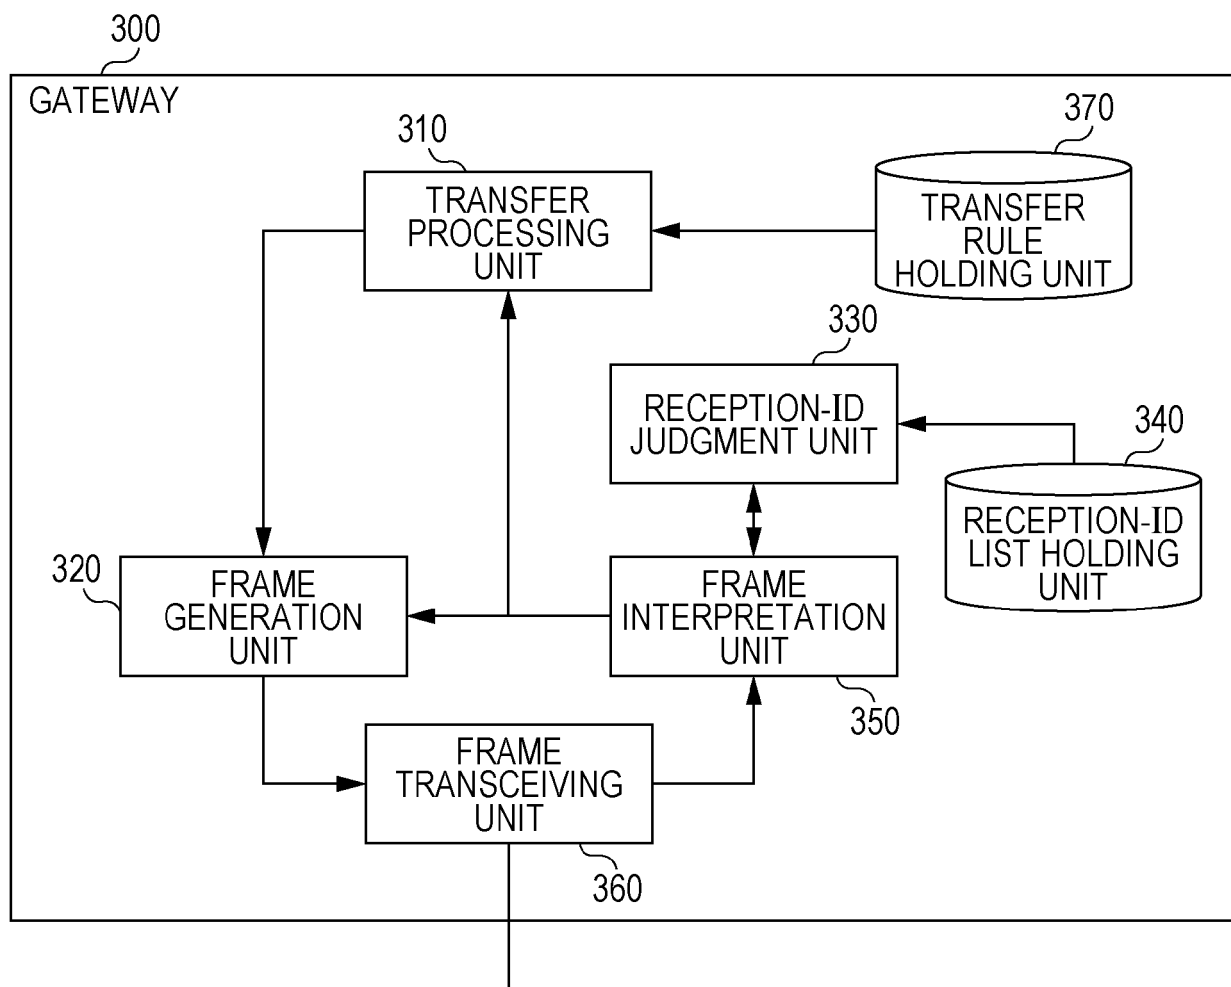 300
GATEWAY
310
TRANSFER
PROCESSING
UNIT
370
TRANSFER
RULE
HOLDING UNIT
330
RECEPTION-ID
JUDGMENT UNIT
340
RECEPTION-ID
LIST HOLDING
UNIT
320
FRAME
GENERATION
UNIT
FRAME
INTERPRETATION
UNIT
350
FRAME
TRANSCEIVING
UNIT
360